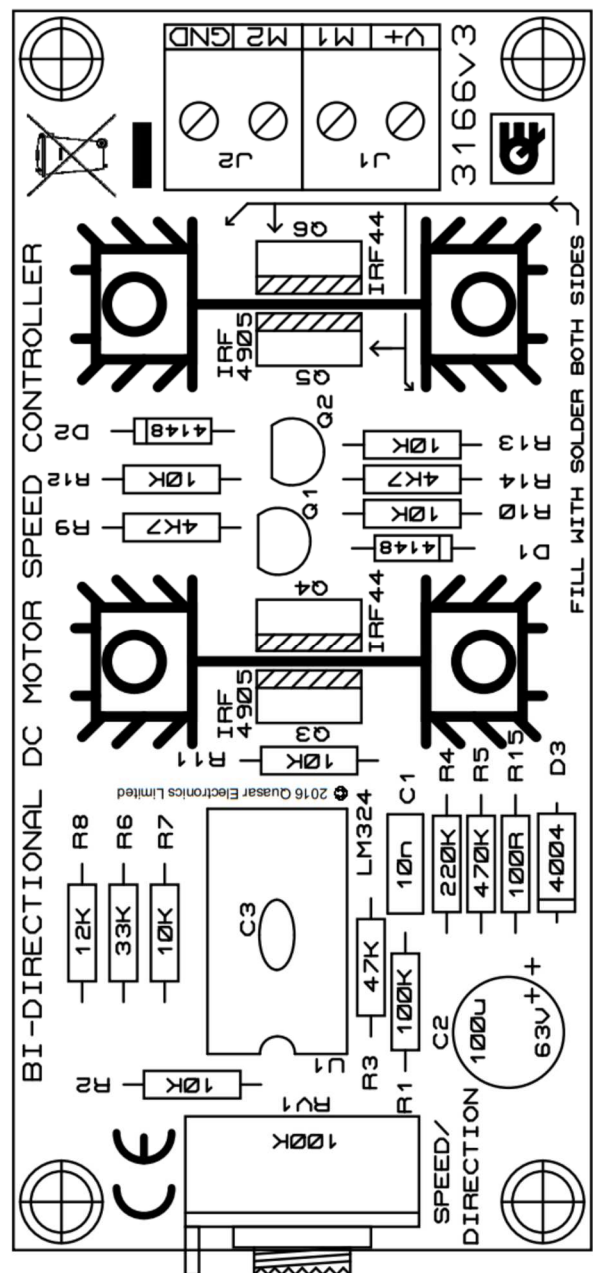 GND M2 M1 V+
J2 J1
3166v3
QE
Q6
IRF44
IRF
4905
Q5
FILL WITH SOLDER BOTH SIDES
BI-DIRECTIONAL DC MOTOR SPEED CONTROLLER
D2 4148
Q2
R13 10K
R12 10K
R14 4K7
Q1
R10 10K
R9 4K7
D1 4148
Q4
IRF44
IRF
4905
Q3
R11 10K
© 2016 Quasar Electronics Limited
R8 12K
R6 33K
R7 10K
C3
LM324
U1
C1 10n
R4 220K
R5 470K
R15 100R
D3 4004
R3 47K
R1 100K
C2 100u 63V + +
R2 10K
RV1
100K
SPEED/
DIRECTION
CE